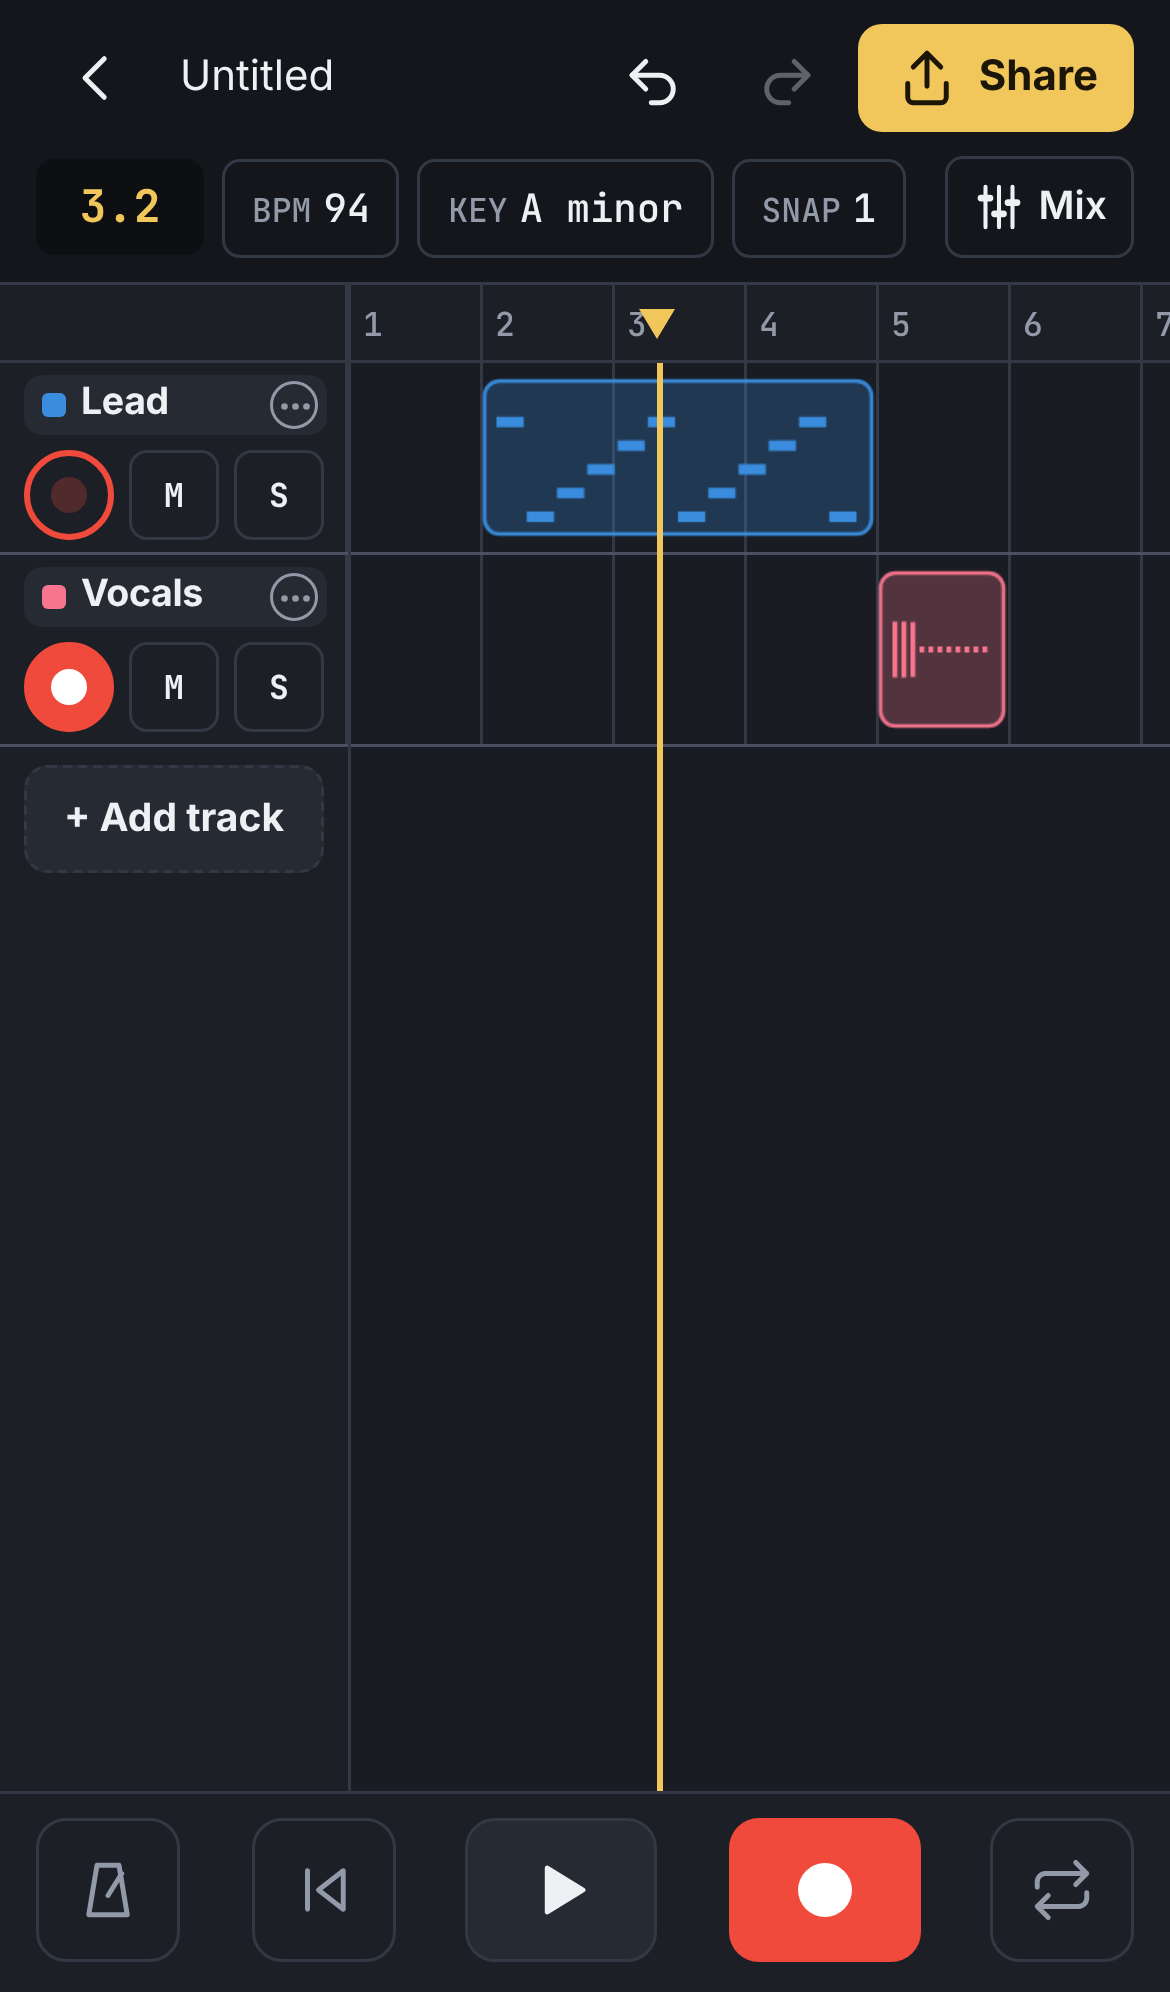 Untitled
Share
3.2
BPM 94
KEY A minor
SNAP 1
Mix
1 2 3 4 5 6 7
Lead
M S
Vocals
M S
+ Add track